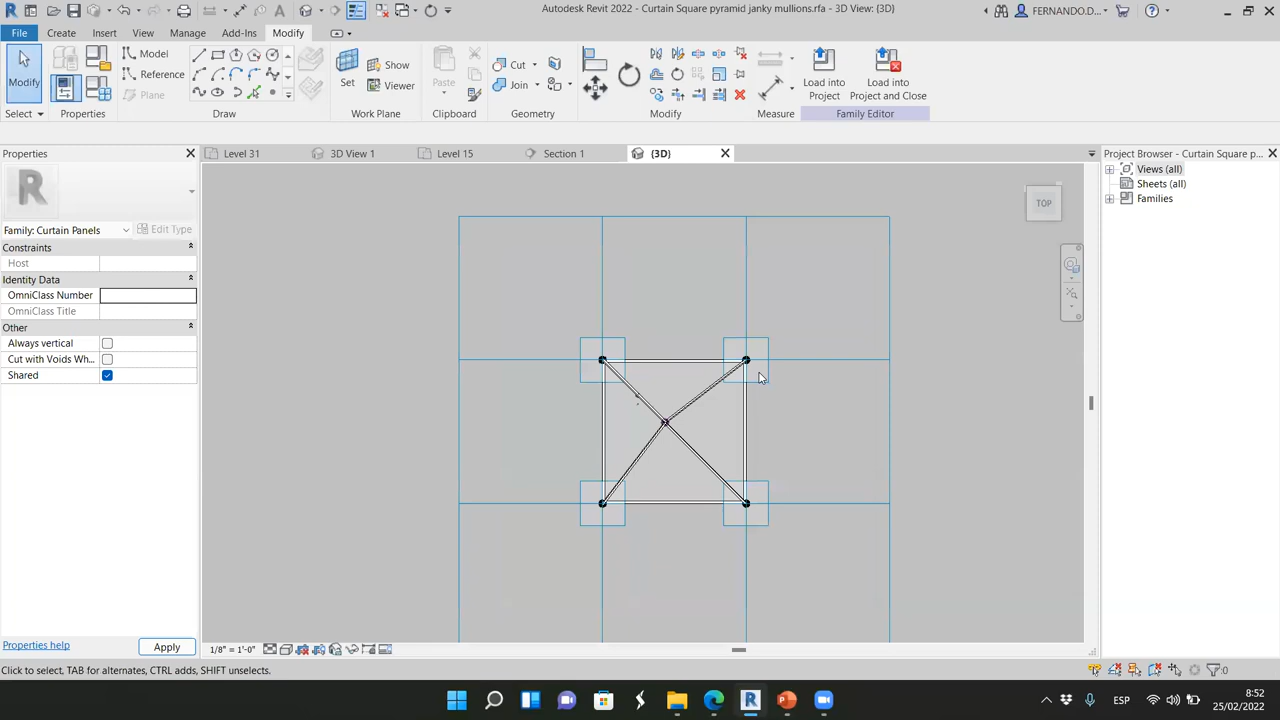 Autodesk Revit 2022 - Curtain Square pyramid janky mullions.rfa - 3D View: {3D}
FERNANDO.D...
File Create Insert View Manage Add-Ins Modify
Modify
Model
Reference
Plane
Set
Show
Viewer
Paste
Cut
Join
Load into
Project
Load into
Project and Close
Select Properties Draw Work Plane Clipboard Geometry Modify Measure Family Editor
Properties
Level 31 3D View 1 Level 15 Section 1 {3D}
Project Browser - Curtain Square p...
Views (all)
Sheets (all)
Families
R
TOP
Family: Curtain Panels Edit Type
Constraints
Host
Identity Data
OmniClass Number
OmniClass Title
Other
Always vertical
Cut with Voids Wh...
Shared
Properties help Apply
1/8" = 1'-0"
Click to select, TAB for alternates, CTRL adds, SHIFT unselects.
:0
ESP
8:52
25/02/2022